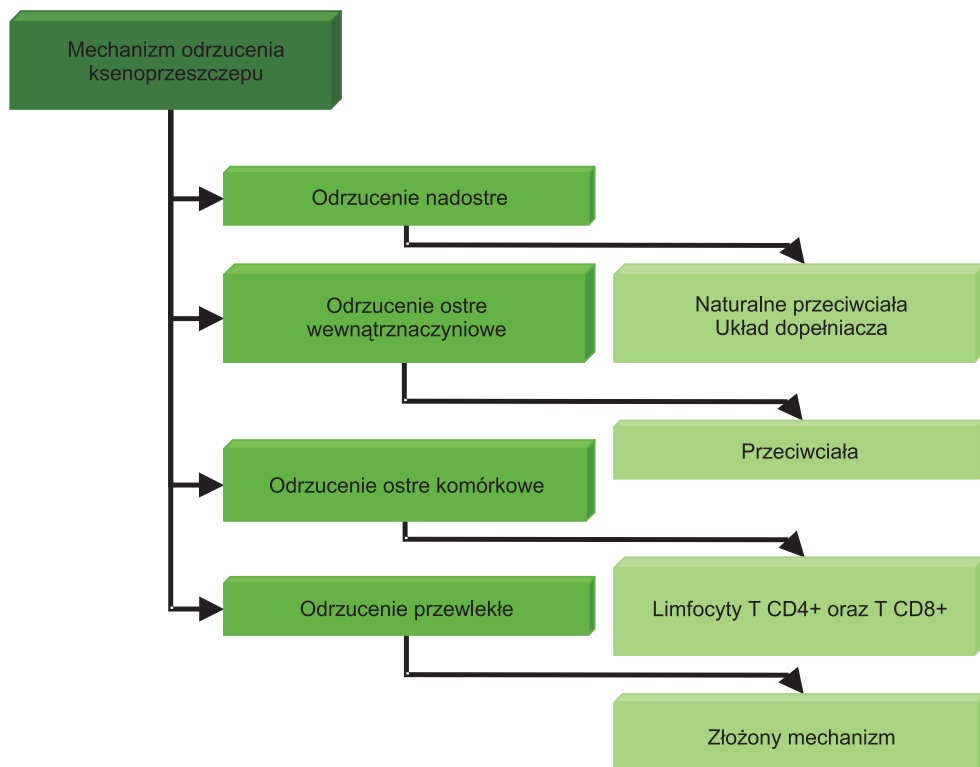 Mechanizm odrzucenia
ksenoprzeszczepu
Odrzucenie nadostre
Naturalne przeciwciała
Układ dopełniacza
Odrzucenie ostre
wewnątrznaczyniowe
Przeciwciała
Odrzucenie ostre komórkowe
Limfocyty T CD4+ oraz T CD8+
Odrzucenie przewlekłe
Złożony mechanizm